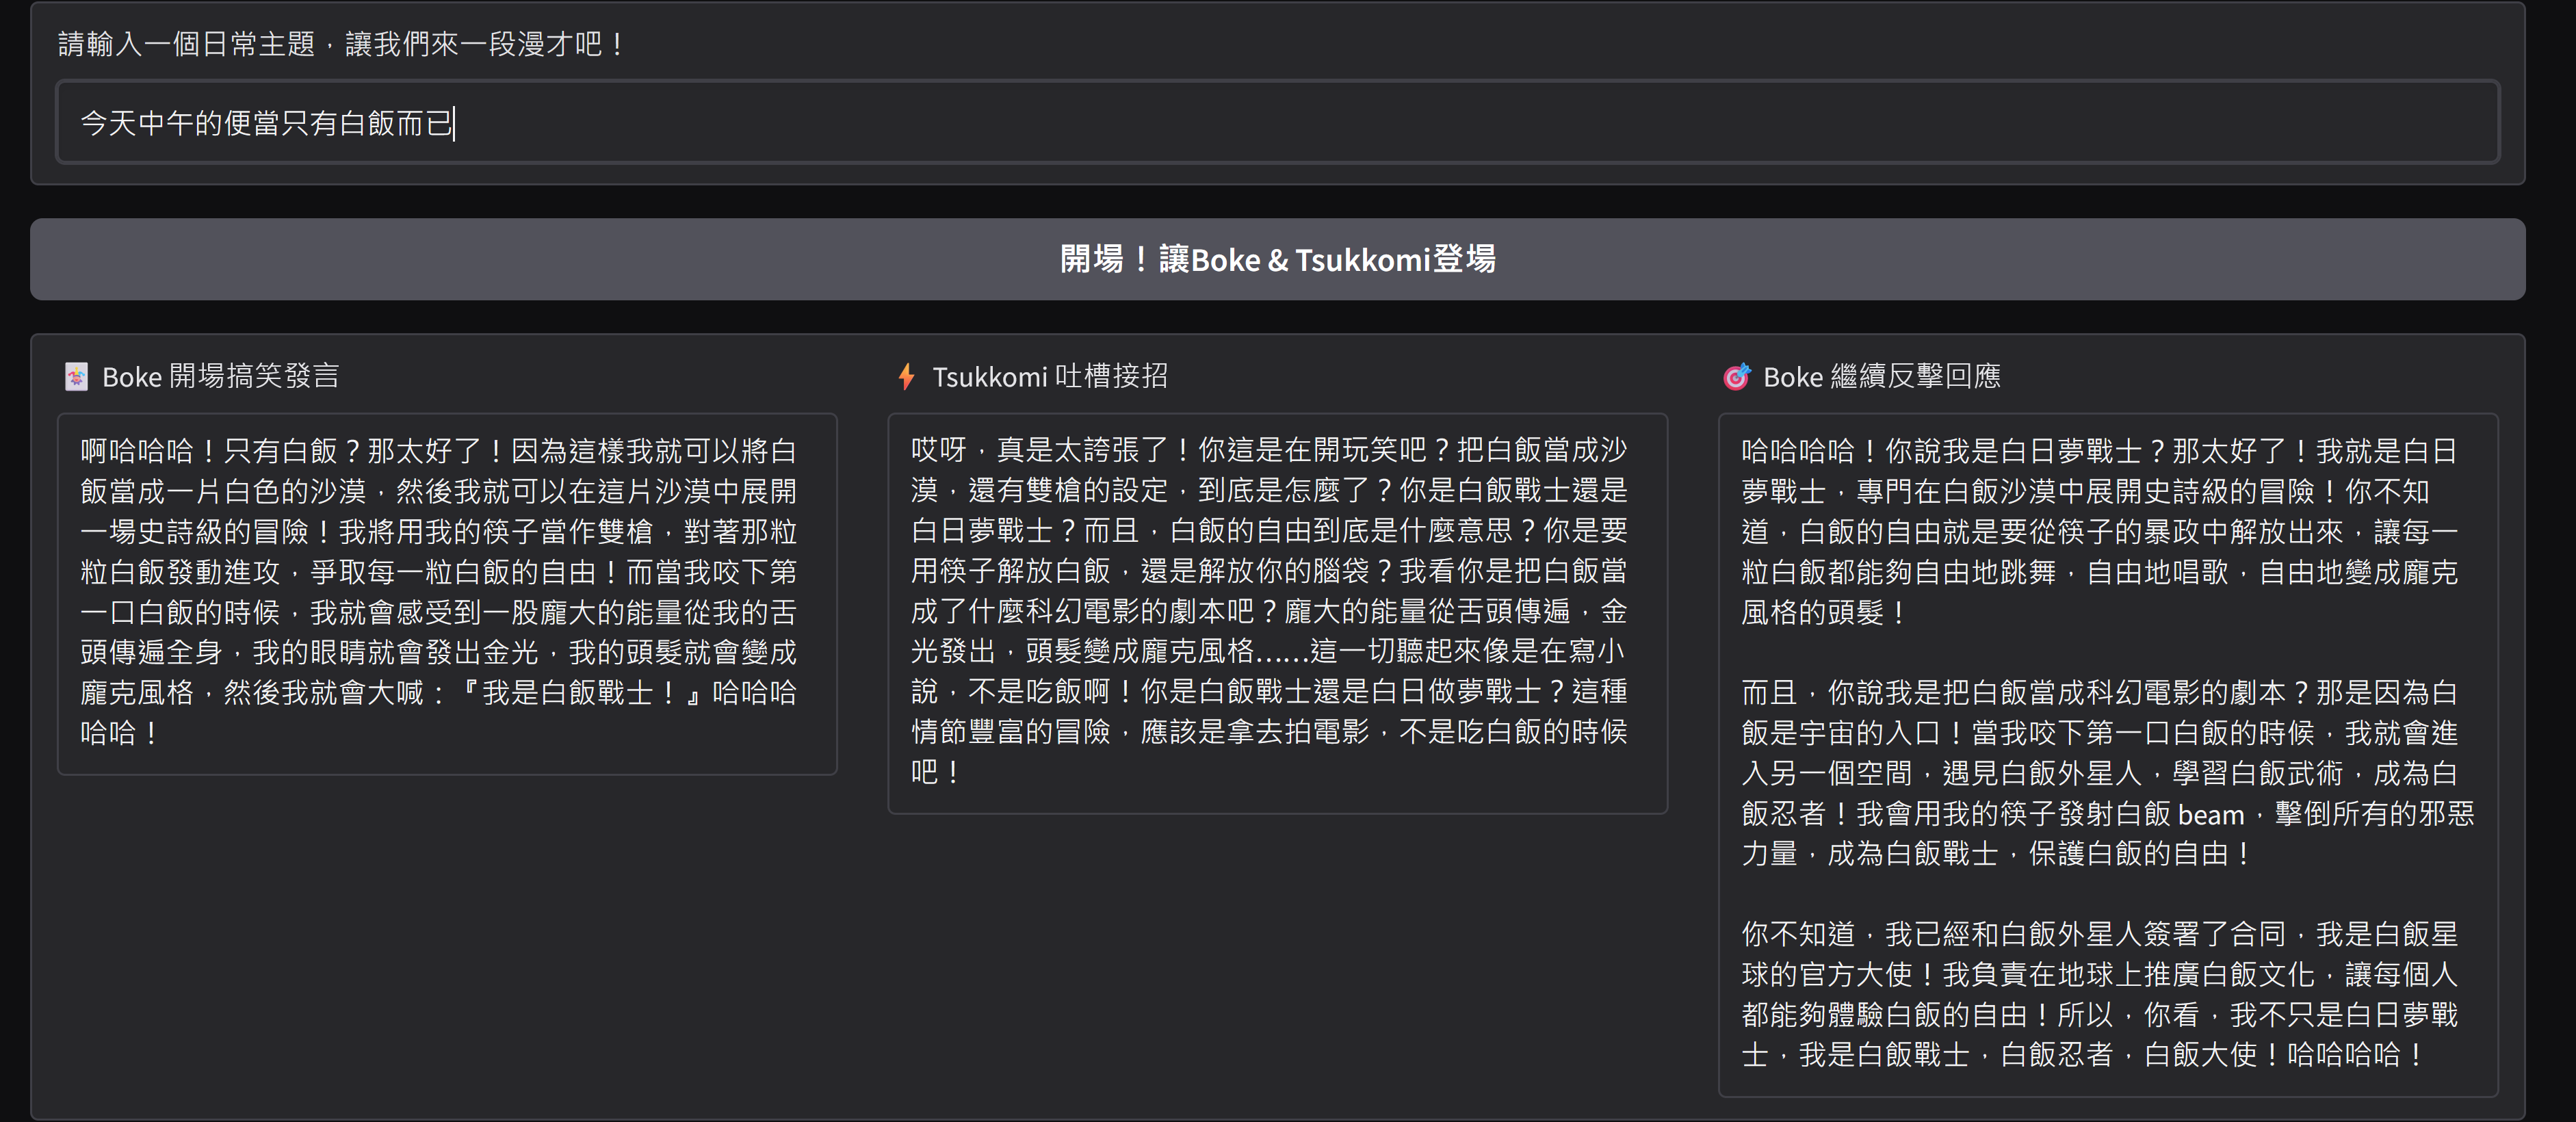 請輸入一個日常主題，讓我們來一段漫才吧！
今天中午的便當只有白飯而已
開場！讓Boke & Tsukkomi登場
🃏 Boke 開場搞笑發言
啊哈哈哈！只有白飯？那太好了！因為這樣我就可以將白
飯當成一片白色的沙漠，然後我就可以在這片沙漠中展開
一場史詩級的冒險！我將用我的筷子當作雙槍，對著那粒
粒白飯發動進攻，爭取每一粒白飯的自由！而當我咬下第
一口白飯的時候，我就會感受到一股龐大的能量從我的舌
頭傳遍全身，我的眼睛就會發出金光，我的頭髮就會變成
龐克風格，然後我就會大喊：『我是白飯戰士！』哈哈哈
哈哈！
⚡ Tsukkomi 吐槽接招
哎呀，真是太誇張了！你這是在開玩笑吧？把白飯當成沙
漠，還有雙槍的設定，到底是怎麼了？你是白飯戰士還是
白日夢戰士？而且，白飯的自由到底是什麼意思？你是要
用筷子解放白飯，還是解放你的腦袋？我看你是把白飯當
成了什麼科幻電影的劇本吧？龐大的能量從舌頭傳遍，金
光發出，頭髮變成龐克風格……這一切聽起來像是在寫小
說，不是吃飯啊！你是白飯戰士還是白日做夢戰士？這種
情節豐富的冒險，應該是拿去拍電影，不是吃白飯的時候
吧！
🎯 Boke 繼續反擊回應
哈哈哈哈！你說我是白日夢戰士？那太好了！我就是白日
夢戰士，專門在白飯沙漠中展開史詩級的冒險！你不知
道，白飯的自由就是要從筷子的暴政中解放出來，讓每一
粒白飯都能夠自由地跳舞，自由地唱歌，自由地變成龐克
風格的頭髮！
而且，你說我是把白飯當成科幻電影的劇本？那是因為白
飯是宇宙的入口！當我咬下第一口白飯的時候，我就會進
入另一個空間，遇見白飯外星人，學習白飯武術，成為白
飯忍者！我會用我的筷子發射白飯 beam，擊倒所有的邪惡
力量，成為白飯戰士，保護白飯的自由！
你不知道，我已經和白飯外星人簽署了合同，我是白飯星
球的官方大使！我負責在地球上推廣白飯文化，讓每個人
都能夠體驗白飯的自由！所以，你看，我不只是白日夢戰
士，我是白飯戰士，白飯忍者，白飯大使！哈哈哈哈！